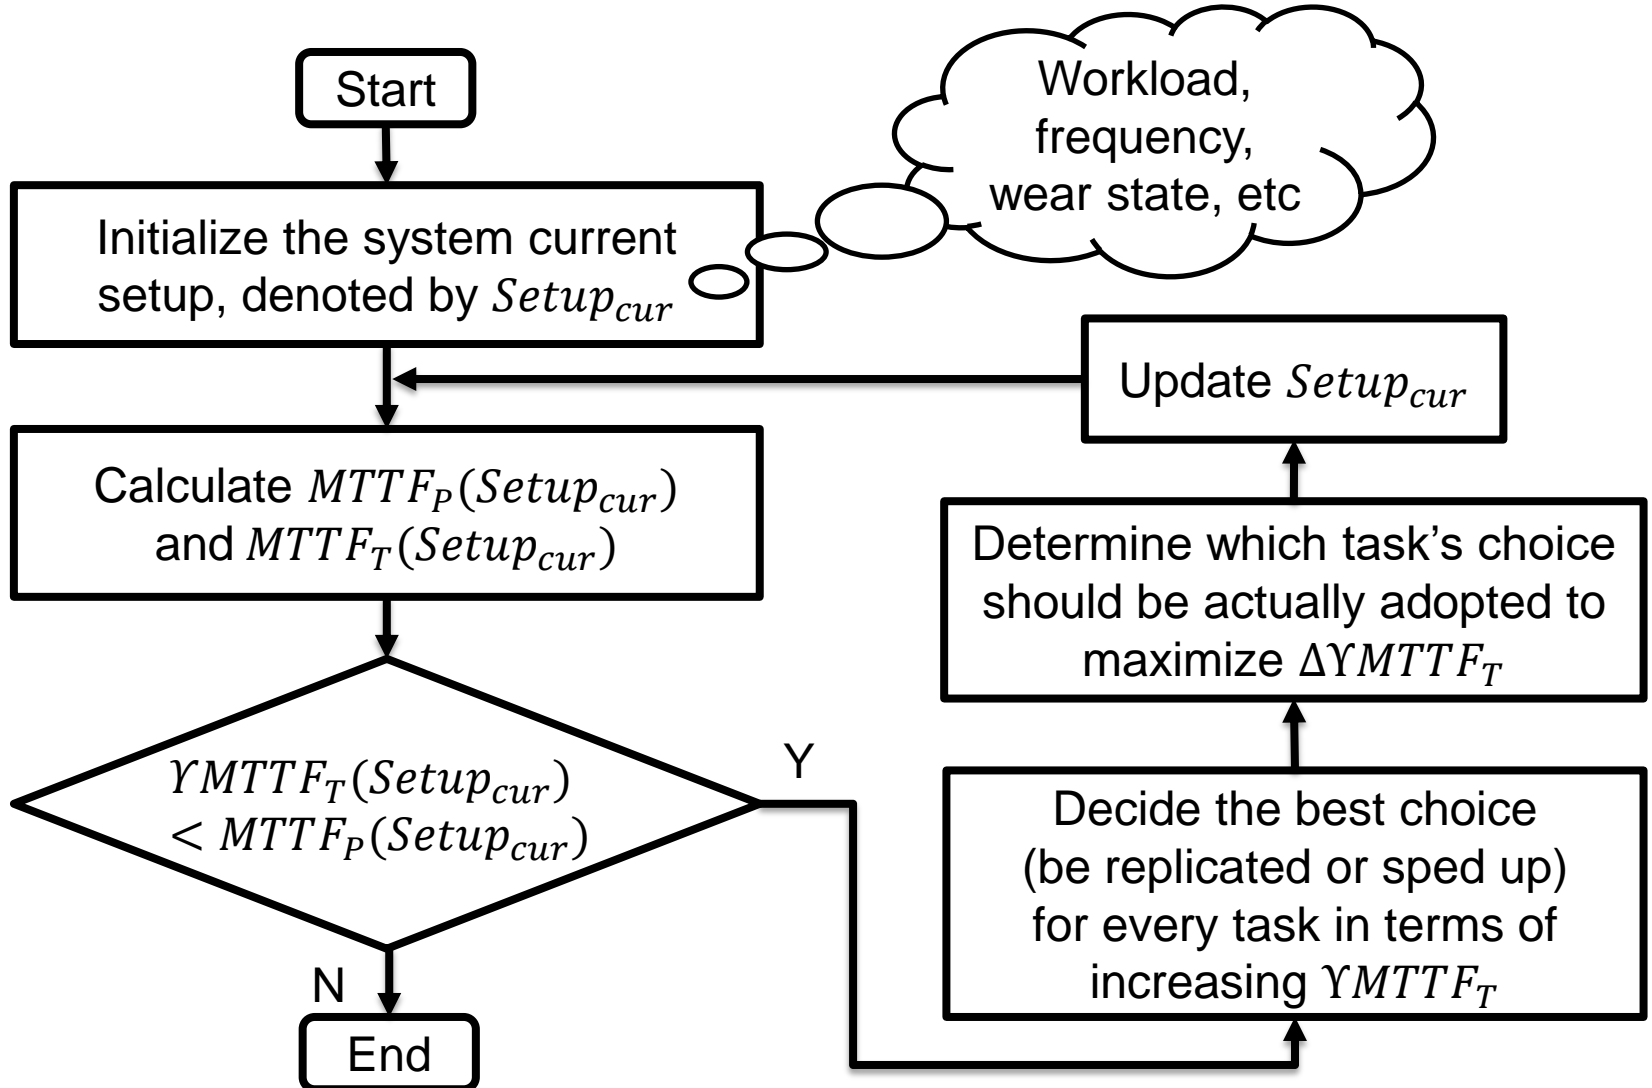 Start
Workload,
frequency,
wear state, etc
Initialize the system current
setup, denoted by Setup_cur
Update Setup_cur
Calculate MTTF_P(Setup_cur)
and MTTF_T(Setup_cur)
Determine which task’s choice
should be actually adopted to
maximize ΔϒMTTF_T
ϒMTTF_T(Setup_cur)
< MTTF_P(Setup_cur)
Y
Decide the best choice
(be replicated or sped up)
for every task in terms of
increasing ϒMTTF_T
N
End